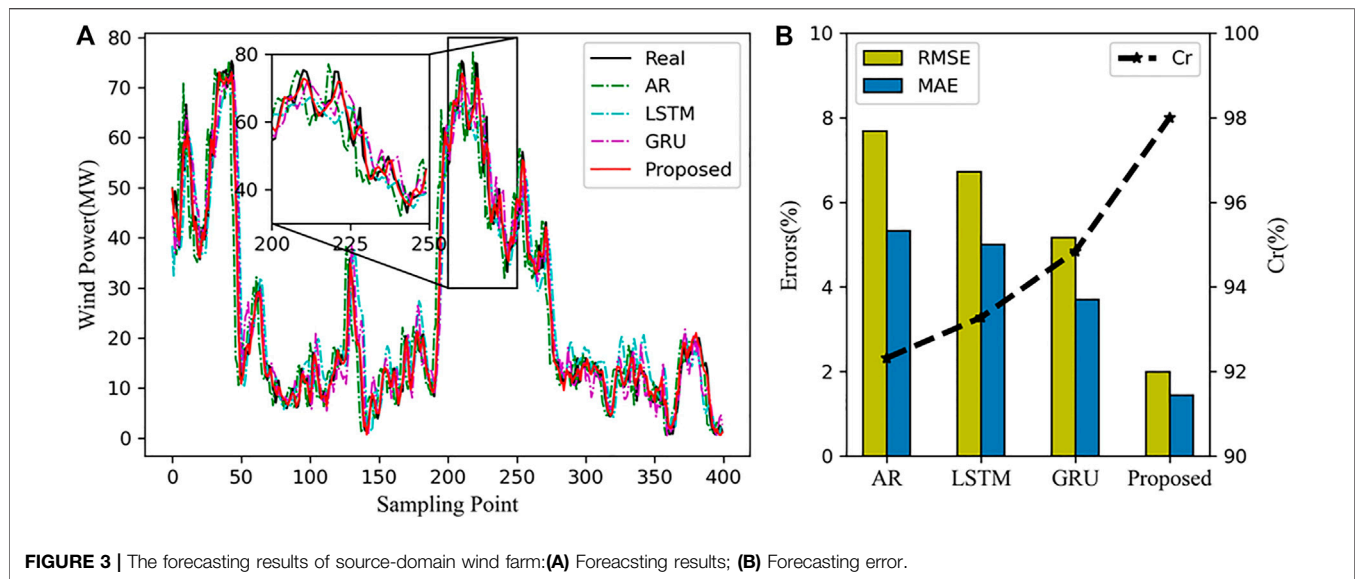 A
Wind Power(MW)
80
70
60
50
40
30
20
10
0
0 50 100 150 200 250 300 350 400
Sampling Point
80
60
40
200 225 250
Real
AR
LSTM
GRU
Proposed
B
Errors(%)
10
8
6
4
2
0
RMSE
MAE
Cr
AR LSTM GRU Proposed
100
98
96
94
92
90
Cr(%)
FIGURE 3 | The forecasting results of source-domain wind farm:(A) Foreacsting results; (B) Forecasting error.